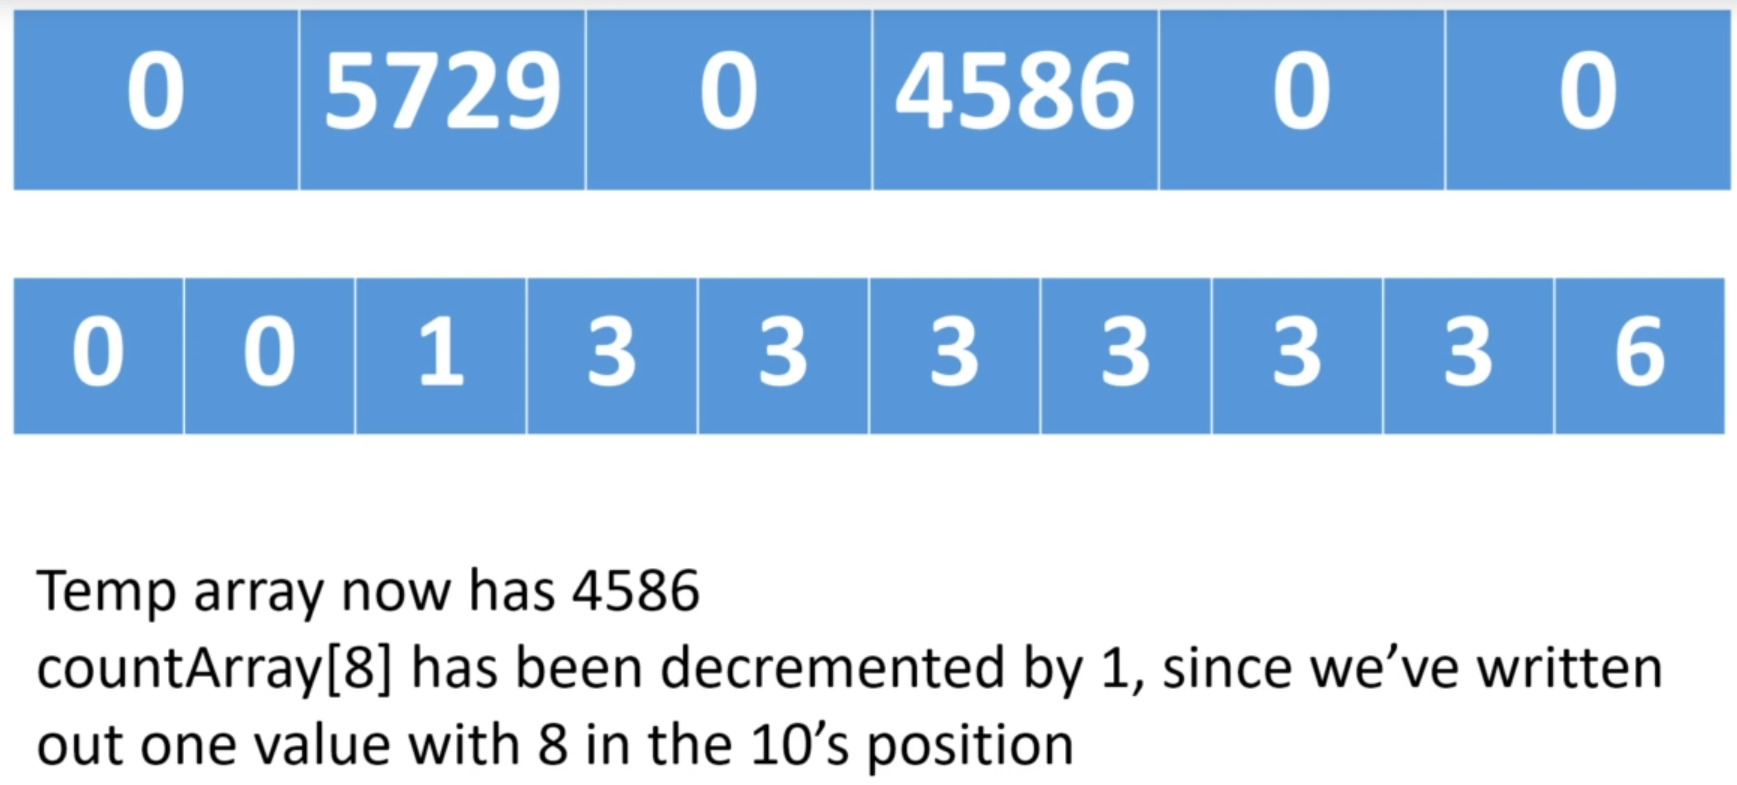 0 5729 0 4586 0 0
0 0 1 3 3 3 3 3 3 6
Temp array now has 4586
countArray[8] has been decremented by 1, since we’ve written
out one value with 8 in the 10’s position